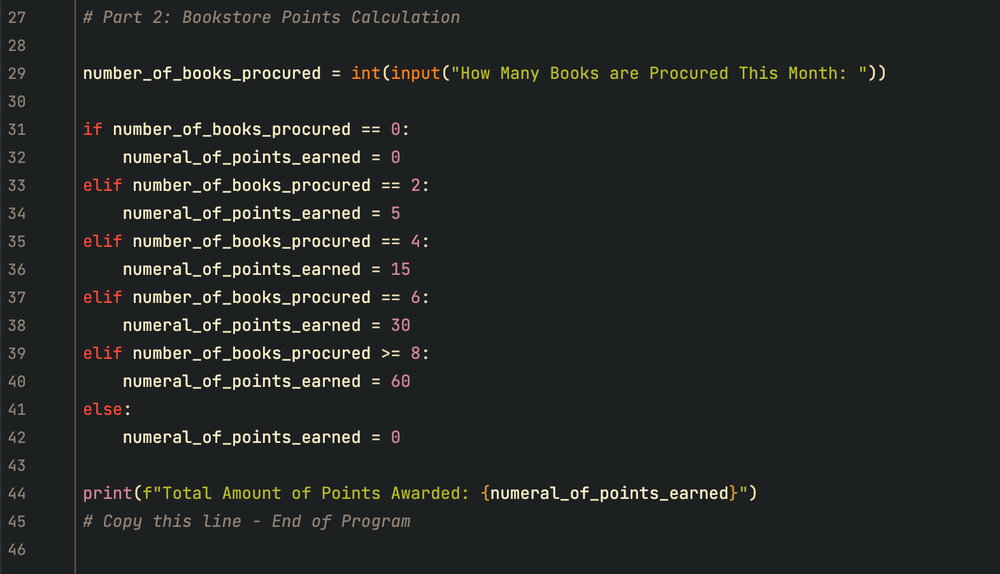 27 # Part 2: Bookstore Points Calculation
28
29 number_of_books_procured = int(input("How Many Books are Procured This Month: "))
30
31 if number_of_books_procured == 0:
32     numeral_of_points_earned = 0
33 elif number_of_books_procured == 2:
34     numeral_of_points_earned = 5
35 elif number_of_books_procured == 4:
36     numeral_of_points_earned = 15
37 elif number_of_books_procured == 6:
38     numeral_of_points_earned = 30
39 elif number_of_books_procured >= 8:
40     numeral_of_points_earned = 60
41 else:
42     numeral_of_points_earned = 0
43
44 print(f"Total Amount of Points Awarded: {numeral_of_points_earned}")
45 # Copy this line - End of Program
46